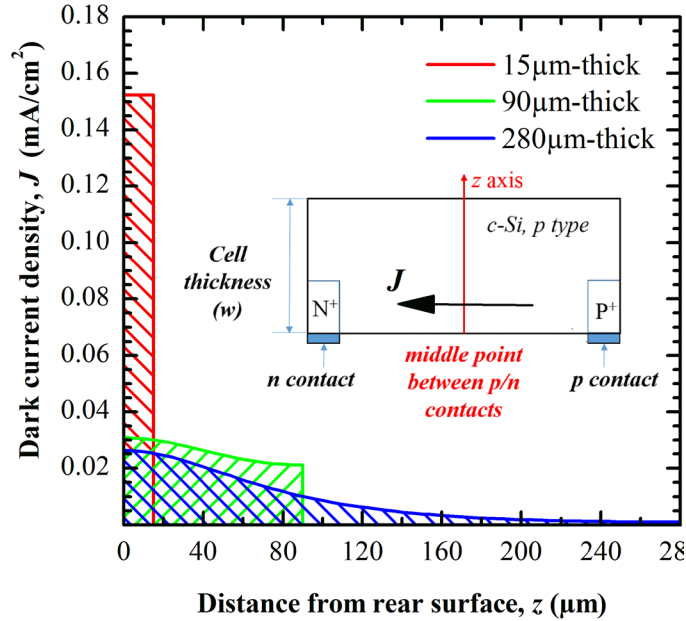 Dark current density, J (mA/cm²)
0.18
0.16
0.14
0.12
0.10
0.08
0.06
0.04
0.02
15μm-thick
90μm-thick
280μm-thick
z axis
c-Si, p type
Cell
thickness
(w)
J
N⁺
P⁺
n contact
middle point
between p/n
contacts
p contact
0 40 80 120 160 200 240 28
Distance from rear surface, z (μm)